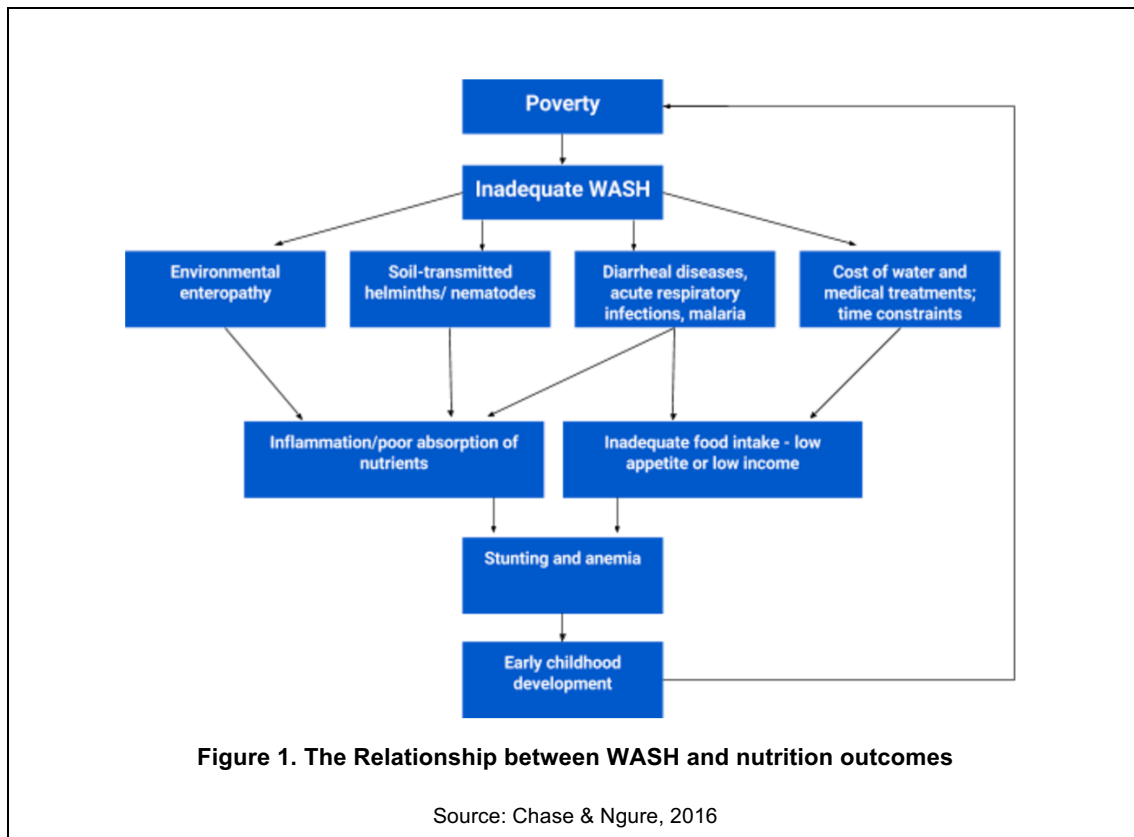 Poverty
Inadequate WASH
Environmental
enteropathy
Soil-transmitted
helminths/ nematodes
Diarrheal diseases,
acute respiratory
infections, malaria
Cost of water and
medical treatments;
time constraints
Inflammation/poor absorption of
nutrients
Inadequate food intake - low
appetite or low income
Stunting and anemia
Early childhood
development
Figure 1. The Relationship between WASH and nutrition outcomes
Source: Chase & Ngure, 2016